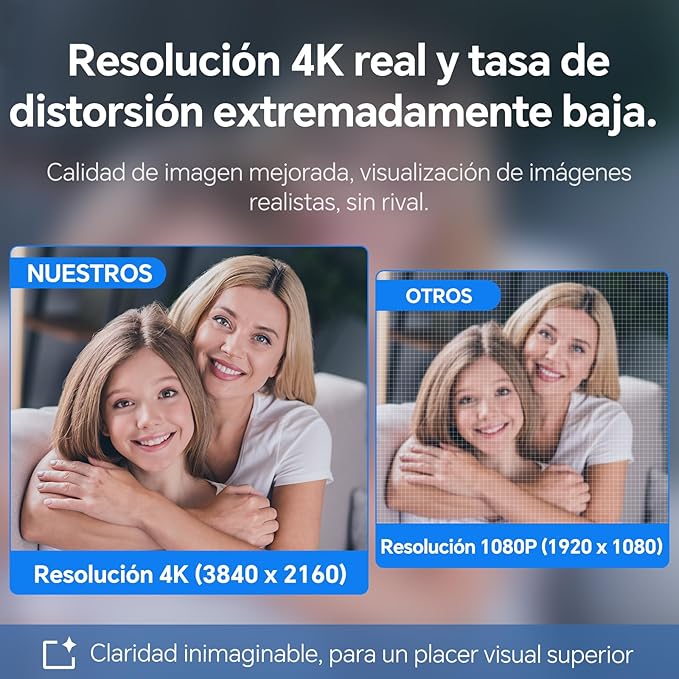 Resolución 4K real y tasa de
distorsión extremadamente baja.
Calidad de imagen mejorada, visualización de imágenes
realistas, sin rival.
NUESTROS
OTROS
Resolución 4K (3840 x 2160)
Resolución 1080P (1920 x 1080)
Claridad inimaginable, para un placer visual superior